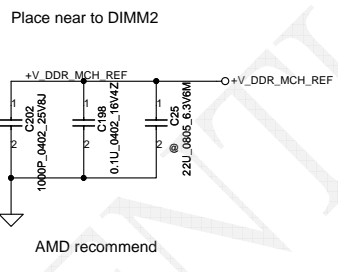 Place near to DIMM2
+V_DDR_MCH_REF
+V_DDR_MCH_REF
1
2
C202
1000P_0402_25V8J
1
2
C198
0.1U_0402_16V4Z
1
2
@
C25
22U_0805_6.3V6M
AMD recommend